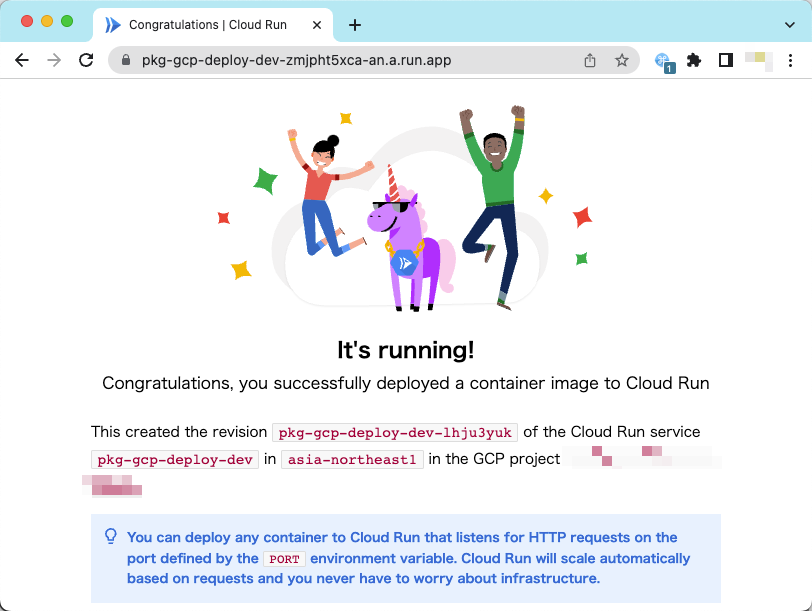 Congratulations | Cloud Run
pkg-gcp-deploy-dev-zmjpht5xca-an.a.run.app
1
It's running!
Congratulations, you successfully deployed a container image to Cloud Run
This created the revision pkg-gcp-deploy-dev-lhju3yuk of the Cloud Run service
pkg-gcp-deploy-dev in asia-northeast1 in the GCP project
You can deploy any container to Cloud Run that listens for HTTP requests on the
port defined by the PORT environment variable. Cloud Run will scale automatically
based on requests and you never have to worry about infrastructure.